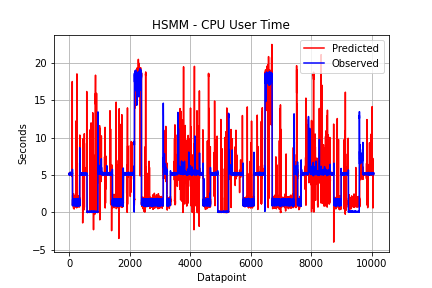 HSMM - CPU User Time
Predicted
Observed
20
15
10
5
0
−5
Seconds
0 2000 4000 6000 8000 10000
Datapoint